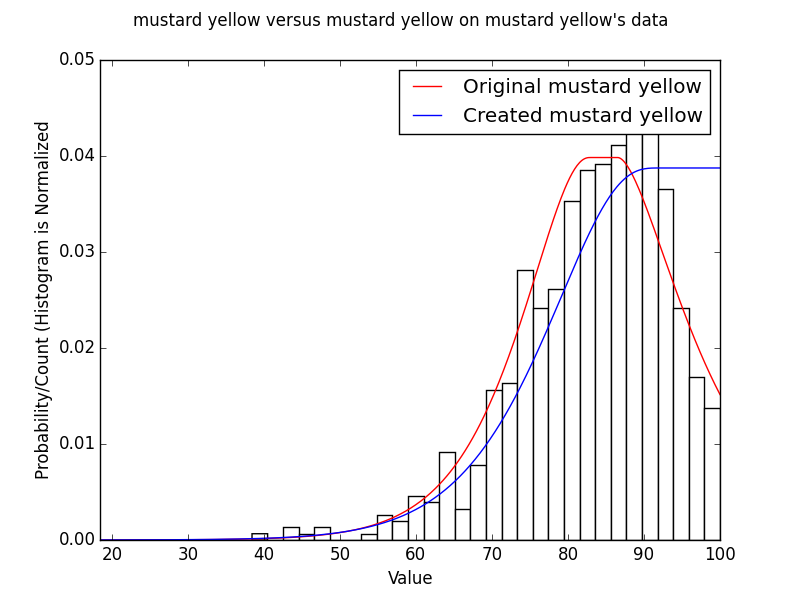 mustard yellow versus mustard yellow on mustard yellow's data
Original mustard yellow
Created mustard yellow
Probability/Count (Histogram is Normalized
0.05
0.04
0.03
0.02
0.01
0.00
20 30 40 50 60 70 80 90 100
Value